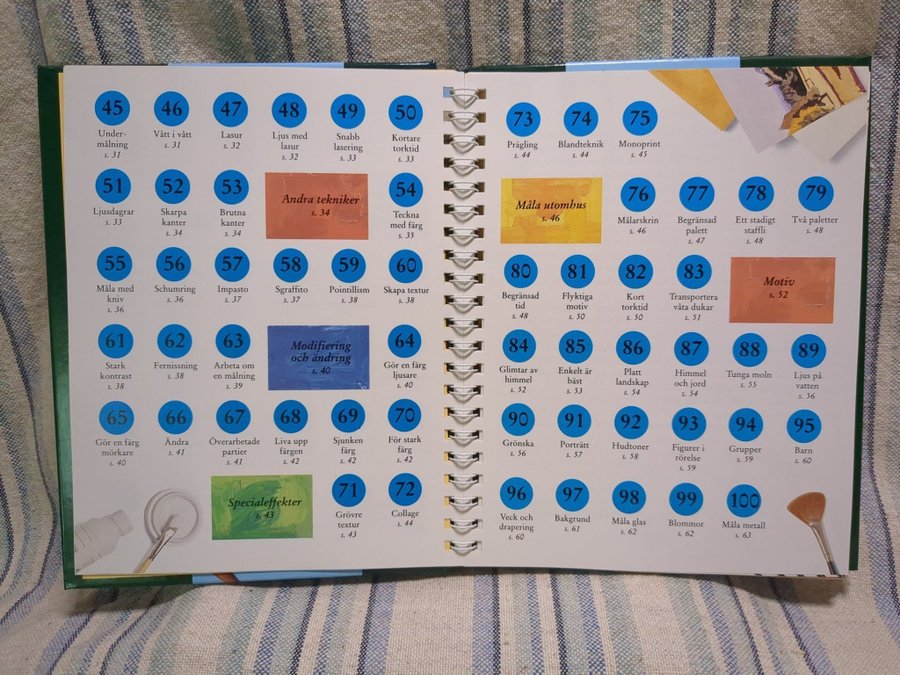 45
Under-
målning
s. 31
46
Vått i vått
s. 31
47
Lasur
s. 32
48
Ljus med
lasur
s. 32
49
Snabb
lasering
s. 33
50
Kortare
torktid
s. 33
51
Ljusdagrar
s. 33
52
Skarpa
kanter
s. 34
53
Brutna
kanter
s. 34
Andra tekniker
s. 34
54
Teckna
med färg
s. 35
55
Måla med
kniv
s. 36
56
Schumring
s. 36
57
Impasto
s. 37
58
Sgraffito
s. 37
59
Pointillism
s. 38
60
Skapa textur
s. 38
61
Stark
kontrast
s. 38
62
Fernissning
s. 38
63
Arbeta om
en målning
s. 39
Modifiering
och ändring
s. 40
64
Gör en färg
ljusare
s. 40
65
Gör en färg
mörkare
s. 40
66
Ändra
s. 41
67
Överarbetade
partier
s. 41
68
Liva upp
färgen
s. 42
69
Sjunken
färg
s. 42
70
För stark
färg
s. 42
Specialeffekter
s. 43
71
Grövre
textur
s. 43
72
Collage
s. 44
73
Prägling
s. 44
74
Blandteknik
s. 44
75
Monoprint
s. 45
Måla utomhus
s. 46
76
Målarskrin
s. 46
77
Begränsad
palett
s. 47
78
Ett stadigt
staffli
s. 48
79
Två paletter
s. 48
80
Begränsad
tid
s. 48
81
Flyktiga
motiv
s. 50
82
Kort
torktid
s. 50
83
Transportera
våta dukar
s. 51
Motiv
s. 52
84
Glimtar av
himmel
s. 52
85
Enkelt är
bäst
s. 53
86
Platt
landskap
s. 54
87
Himmel
och jord
s. 54
88
Tunga moln
s. 55
89
Ljus på
vatten
s. 56
90
Grönska
s. 56
91
Porträtt
s. 57
92
Hudtoner
s. 58
93
Figurer i
rörelse
s. 59
94
Grupper
s. 59
95
Barn
s. 60
96
Veck och
drapering
s. 60
97
Bakgrund
s. 61
98
Måla glas
s. 62
99
Blommor
s. 62
100
Måla metall
s. 63